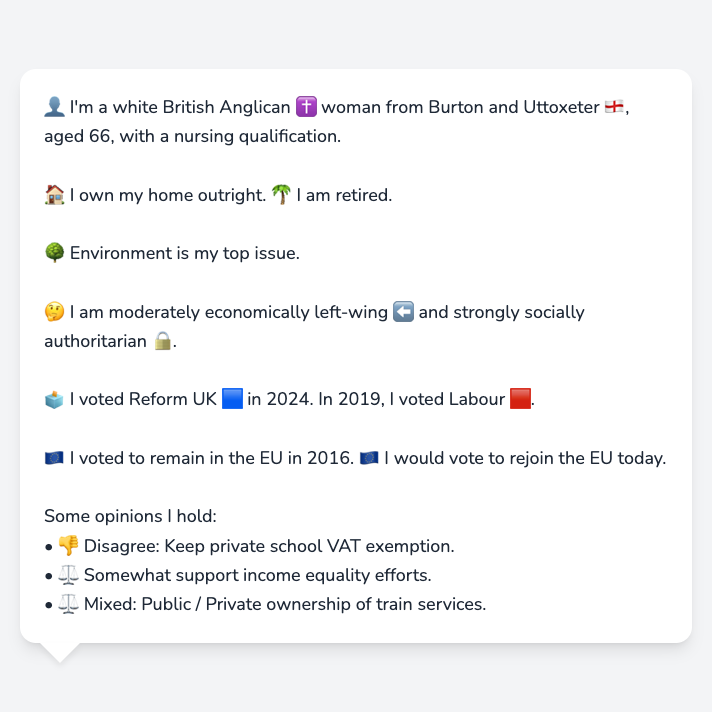 👤 I'm a white British Anglican ✝️ woman from Burton and Uttoxeter 🏴󠁧󠁢󠁥󠁮󠁧󠁿,
aged 66, with a nursing qualification.
🏠 I own my home outright. 🌴 I am retired.
🌳 Environment is my top issue.
🤔 I am moderately economically left-wing ⬅️ and strongly socially
authoritarian 🔒.
🗳️ I voted Reform UK 🟦 in 2024. In 2019, I voted Labour 🟥.
🇪🇺 I voted to remain in the EU in 2016. 🇪🇺 I would vote to rejoin the EU today.
Some opinions I hold:
• 👎 Disagree: Keep private school VAT exemption.
• ⚖️ Somewhat support income equality efforts.
• ⚖️ Mixed: Public / Private ownership of train services.